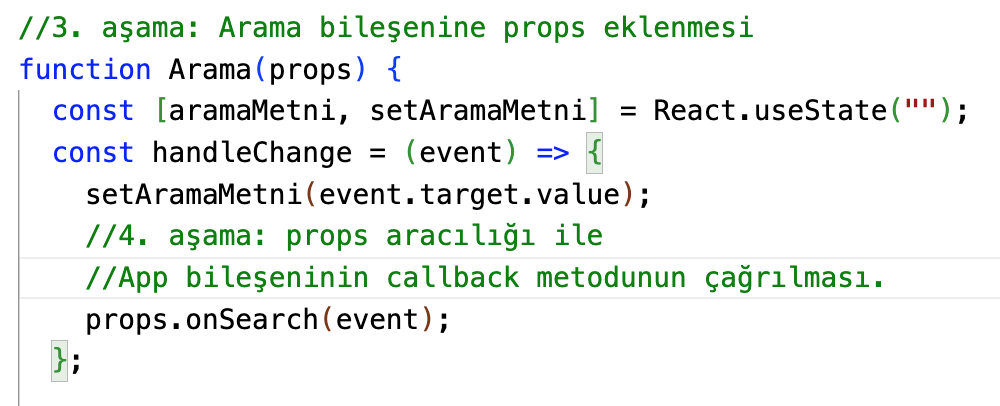 //3. aşama: Arama bileşenine props eklenmesi
function Arama(props) {
  const [aramaMetni, setAramaMetni] = React.useState("");
  const handleChange = (event) => {
    setAramaMetni(event.target.value);
    //4. aşama: props aracılığı ile
    //App bileşeninin callback metodunun çağrılması.
    props.onSearch(event);
  };